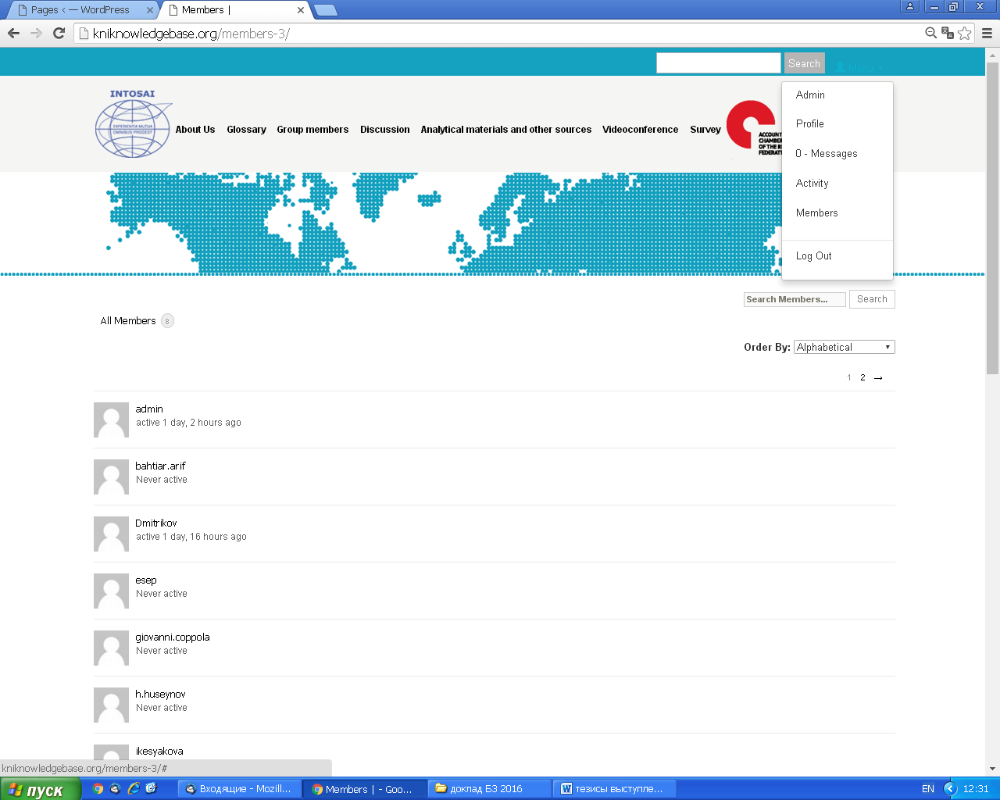 Pages ‹ — WordPress
Members |
kniknowledgebase.org/members-3/
Search
Menu
INTOSAI
EXPERIENTIA MUTUA
OMNIBUS PRODEST
About Us
Glossary
Group members
Discussion
Analytical materials and other sources
Videoconference
Survey
ACCOUNT
CHAMBER
OF THE R
FEDERATI
Admin
Profile
0 - Messages
Activity
Members
Log Out
Search Members...
Search
All Members 8
Order By: Alphabetical
1 2 →
admin
active 1 day, 2 hours ago
bahtiar.arif
Never active
Dmitrikov
active 1 day, 16 hours ago
esep
Never active
giovanni.coppola
Never active
h.huseynov
Never active
ikesyakova
kniknowledgebase.org/members-3/#
пуск
Входящие - Mozill...
Members | - Goo...
доклад БЗ 2016
тезисы выступле...
EN
12:31